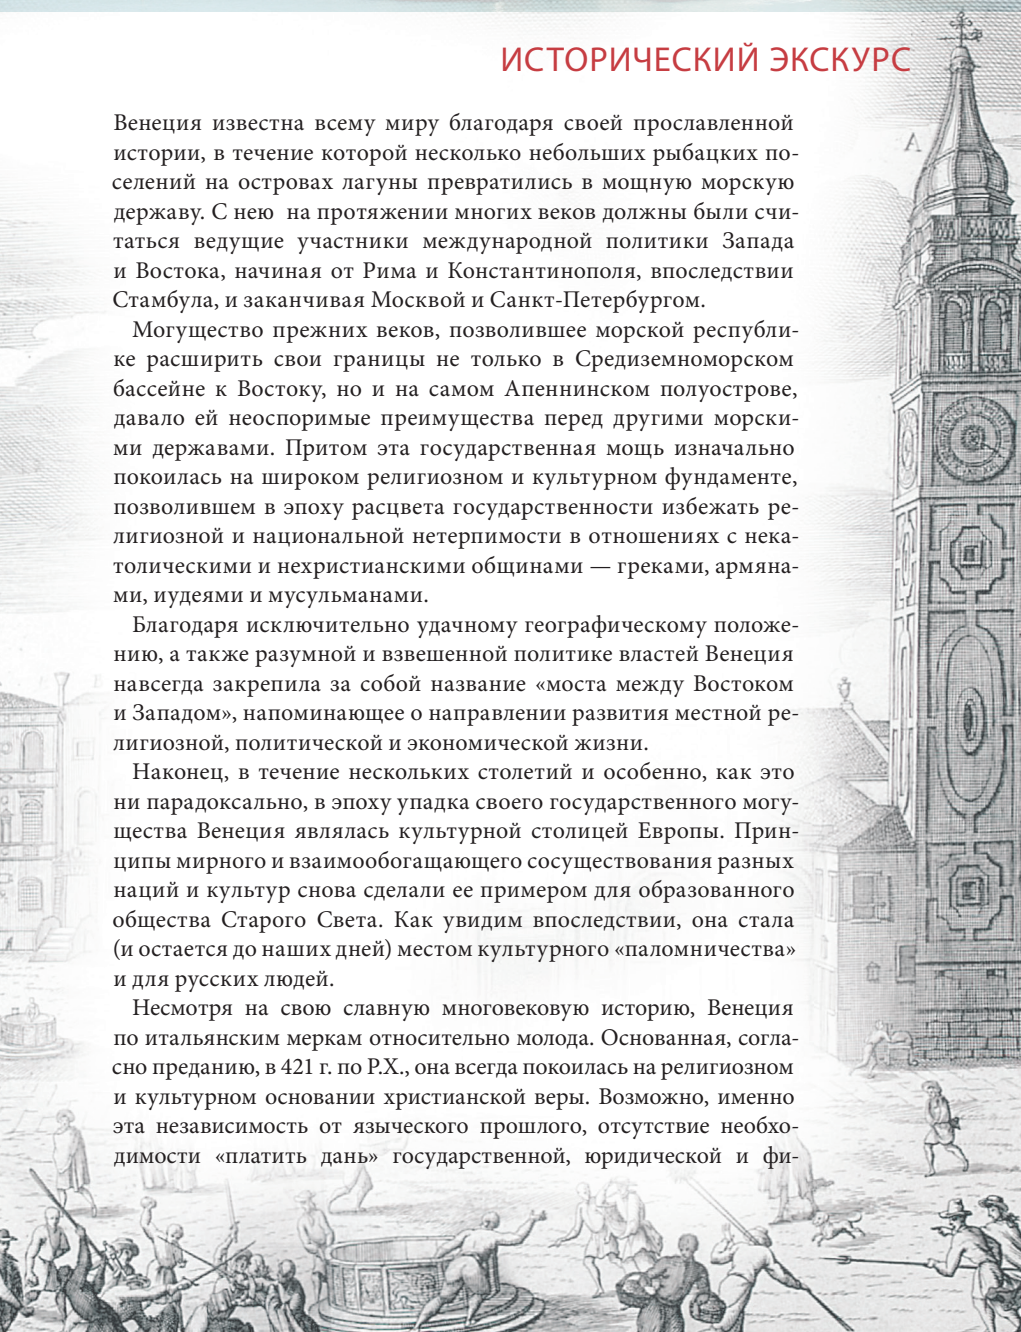 ИСТОРИЧЕСКИЙ ЭКСКУРС
Венеция известна всему миру благодаря своей прославленной
истории, в течение которой несколько небольших рыбацких по-
селений на островах лагуны превратились в мощную морскую
державу. С нею на протяжении многих веков должны были счи-
таться ведущие участники международной политики Запада
и Востока, начиная от Рима и Константинополя, впоследствии
Стамбула, и заканчивая Москвой и Санкт-Петербургом.
Могущество прежних веков, позволившее морской республи-
ке расширить свои границы не только в Средиземноморском
бассейне к Востоку, но и на самом Апеннинском полуострове,
давало ей неоспоримые преимущества перед другими морски-
ми державами. Притом эта государственная мощь изначально
покоилась на широком религиозном и культурном фундаменте,
позволившем в эпоху расцвета государственности избежать ре-
лигиозной и национальной нетерпимости в отношениях с нека-
толическими и нехристианскими общинами — греками, армяна-
ми, иудеями и мусульманами.
Благодаря исключительно удачному географическому положе-
нию, а также разумной и взвешенной политике властей Венеция
навсегда закрепила за собой название «моста между Востоком
и Западом», напоминающее о направлении развития местной ре-
лигиозной, политической и экономической жизни.
Наконец, в течение нескольких столетий и особенно, как это
ни парадоксально, в эпоху упадка своего государственного могу-
щества Венеция являлась культурной столицей Европы. Прин-
ципы мирного и взаимообогащающего сосуществования разных
наций и культур снова сделали ее примером для образованного
общества Старого Света. Как увидим впоследствии, она стала
(и остается до наших дней) местом культурного «паломничества»
и для русских людей.
Несмотря на свою славную многовековую историю, Венеция
по итальянским меркам относительно молода. Основанная, согла-
сно преданию, в 421 г. по Р.Х., она всегда покоилась на религиозном
и культурном основании христианской веры. Возможно, именно
эта независимость от языческого прошлого, отсутствие необхо-
димости «платить дань» государственной, юридической и фи-
A